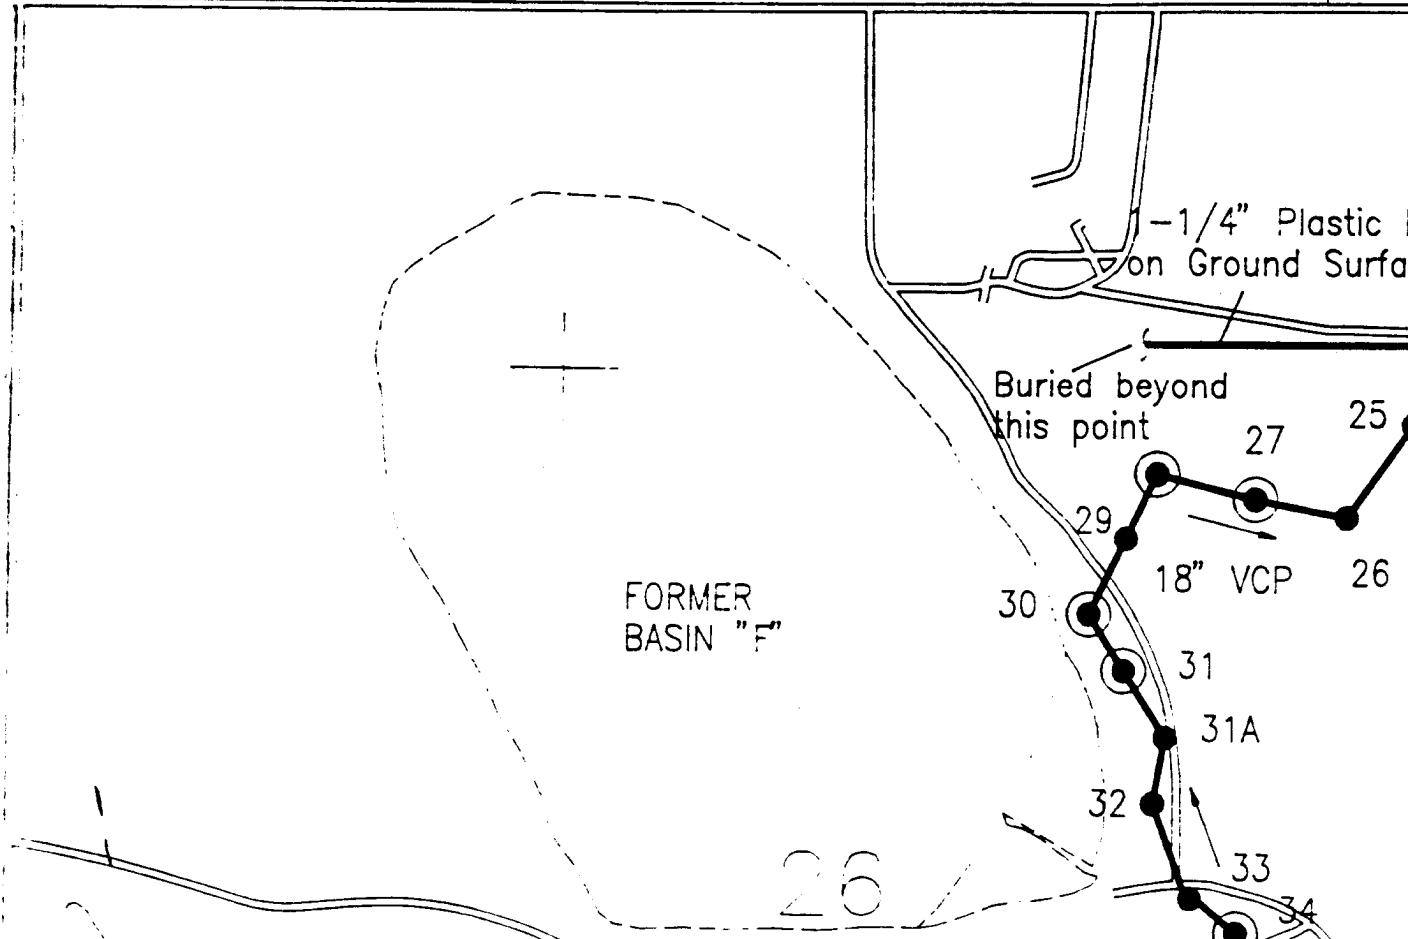 1-1/4" Plastic
on Ground Surfa
Buried beyond
this point
25
27
29
18" VCP
26
30
FORMER
BASIN "F"
31
31A
32
26
33
34